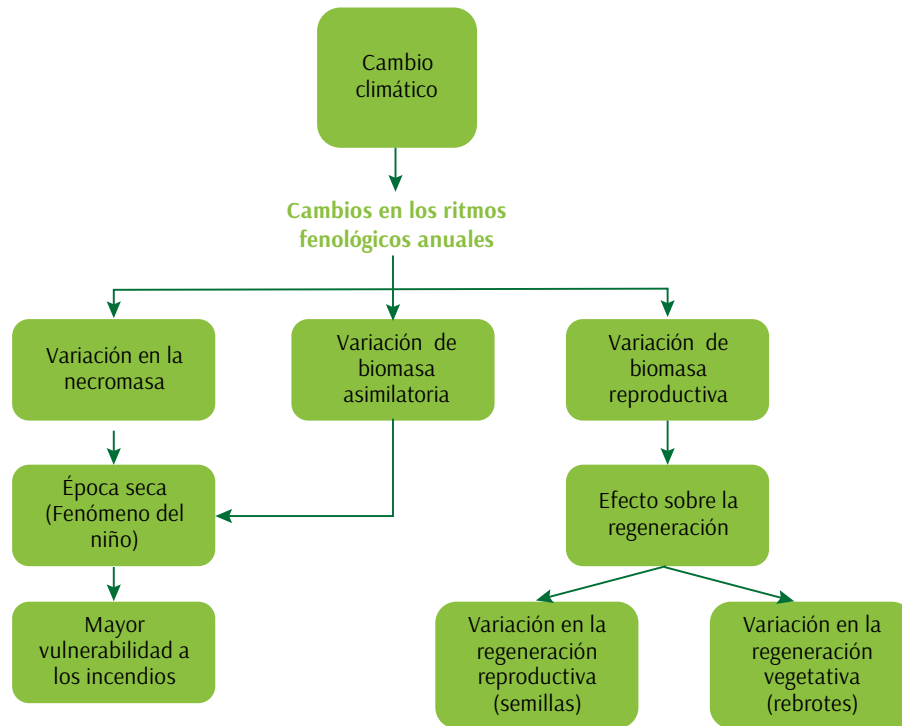 Cambio
climático
Cambios en los ritmos
fenológicos anuales
Variación en la
necromasa
Variación de
biomasa
asimilatoria
Variación de
biomasa
reproductiva
Época seca
(Fenómeno del
niño)
Efecto sobre la
regeneración
Mayor
vulnerabilidad a
los incendios
Variación en la
regeneración
reproductiva
(semillas)
Variación en la
regeneración
vegetativa
(rebrotes)